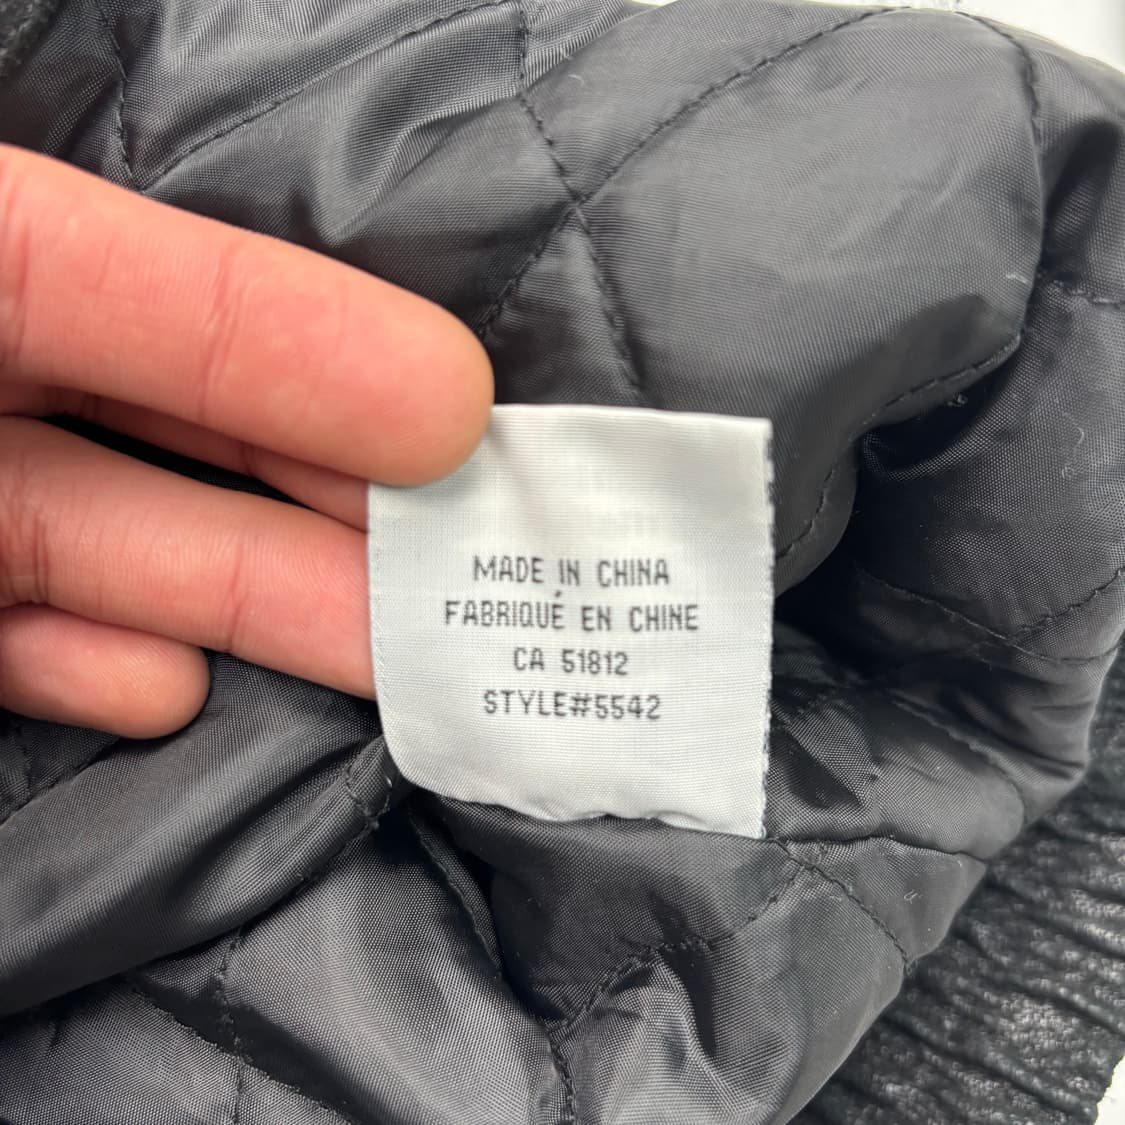 MADE IN CHINA
FABRIQUÉ EN CHINE
CA 51812
STYLE#5542